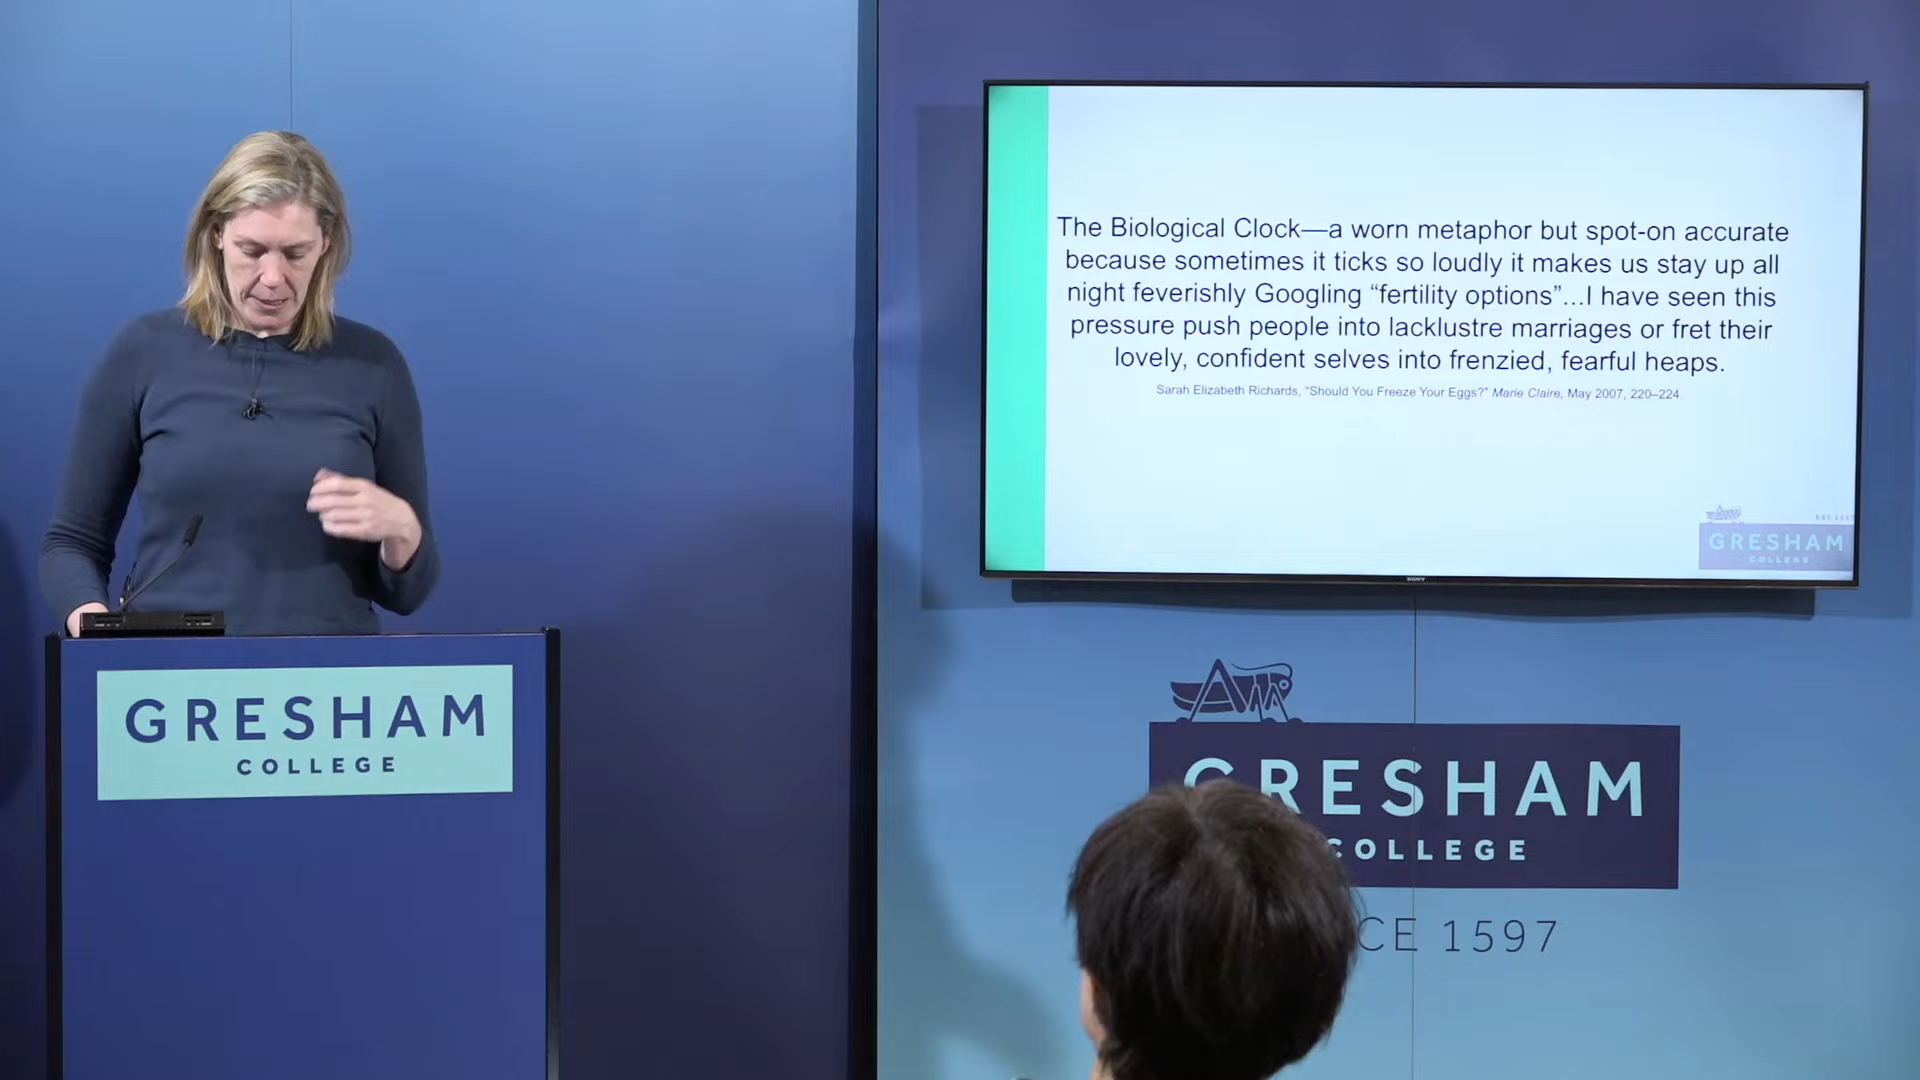 The Biological Clock—a worn metaphor but spot-on accurate
because sometimes it ticks so loudly it makes us stay up all
night feverishly Googling “fertility options”...I have seen this
pressure push people into lacklustre marriages or fret their
lovely, confident selves into frenzied, fearful heaps.
Sarah Elizabeth Richards, “Should You Freeze Your Eggs?” Marie Claire, May 2007, 220–224.
GRESHAM
COLLEGE
SONY
GRESHAM
COLLEGE
GRESHAM
COLLEGE
CE 1597